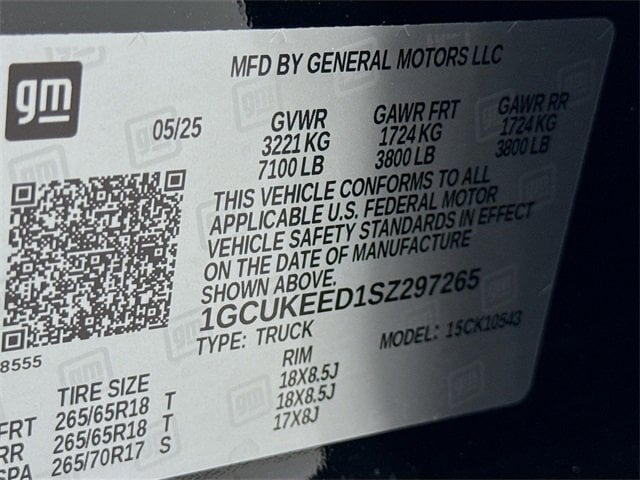 gm
MFD BY GENERAL MOTORS LLC
05/25
GVWR GAWR FRT GAWR RR
3221 KG 1724 KG 1724 KG
7100 LB 3800 LB 3800 LB
THIS VEHICLE CONFORMS TO ALL
APPLICABLE U.S. FEDERAL MOTOR
VEHICLE SAFETY STANDARDS IN EFFECT
ON THE DATE OF MANUFACTURE
SHOWN ABOVE.
1GCUKEED1SZ297265
8555
TYPE: TRUCK MODEL: 15CK10543
TIRE SIZE RIM
FRT 265/65R18 T 18X8.5J
RR 265/65R18 T 18X8.5J
SPA 265/70R17 S 17X8J